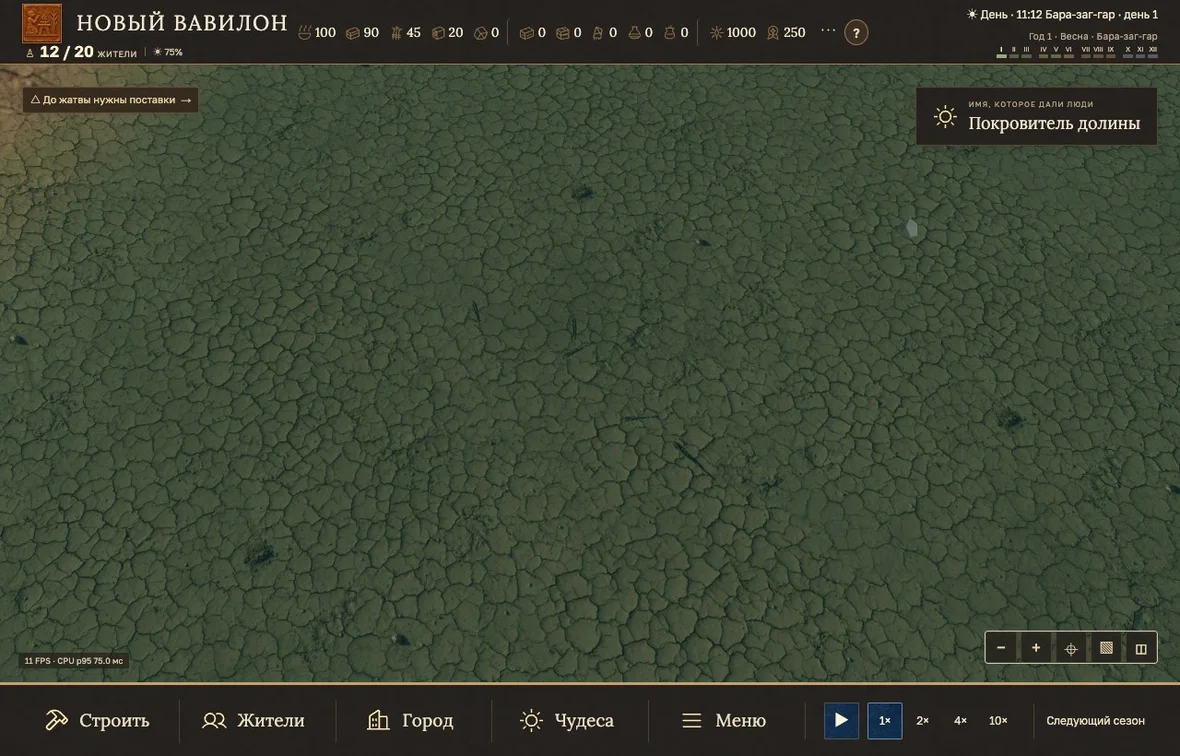 НОВЫЙ ВАВИЛОН
100 90 45 20 0 0 0 0 0 0 1000 250 ... ?
День · 11:12 Бара-заг-гар · день 1
Год 1 · Весна · Бара-заг-гар
I II III IV V VI VII VIII IX X XI XII
12 / 20 ЖИТЕЛИ 75%
До жатвы нужны поставки →
ИМЯ, КОТОРОЕ ДАЛИ ЛЮДИ
Покровитель долины
− +
11 FPS · CPU p95 75.0 мс
Строить Жители Город Чудеса Меню 1× 2× 4× 10× Следующий сезон